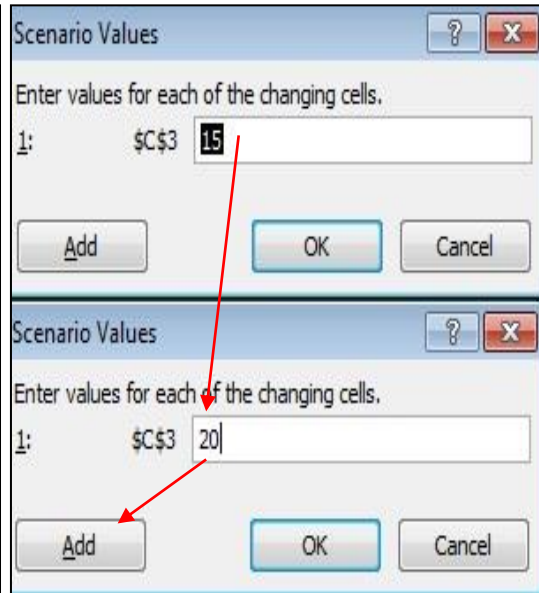 Scenario Values ?
Enter values for each of the changing cells.
1: $C$3 15
Add OK Cancel
Scenario Values ?
Enter values for each of the changing cells.
1: $C$3 20
Add OK Cancel